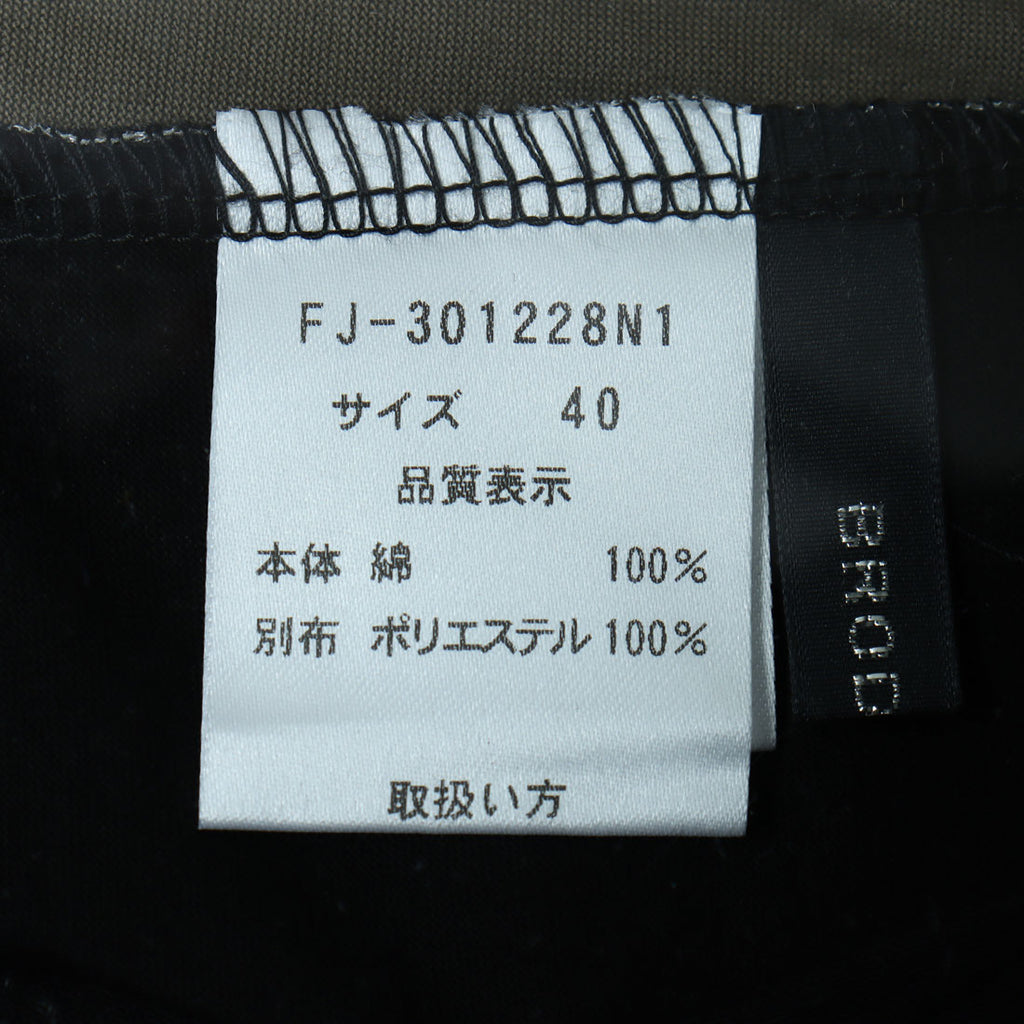 FJ-301228N1
サイズ 40
品質表示
本体 綿 100%
別布 ポリエステル 100%
取扱い方
BROD